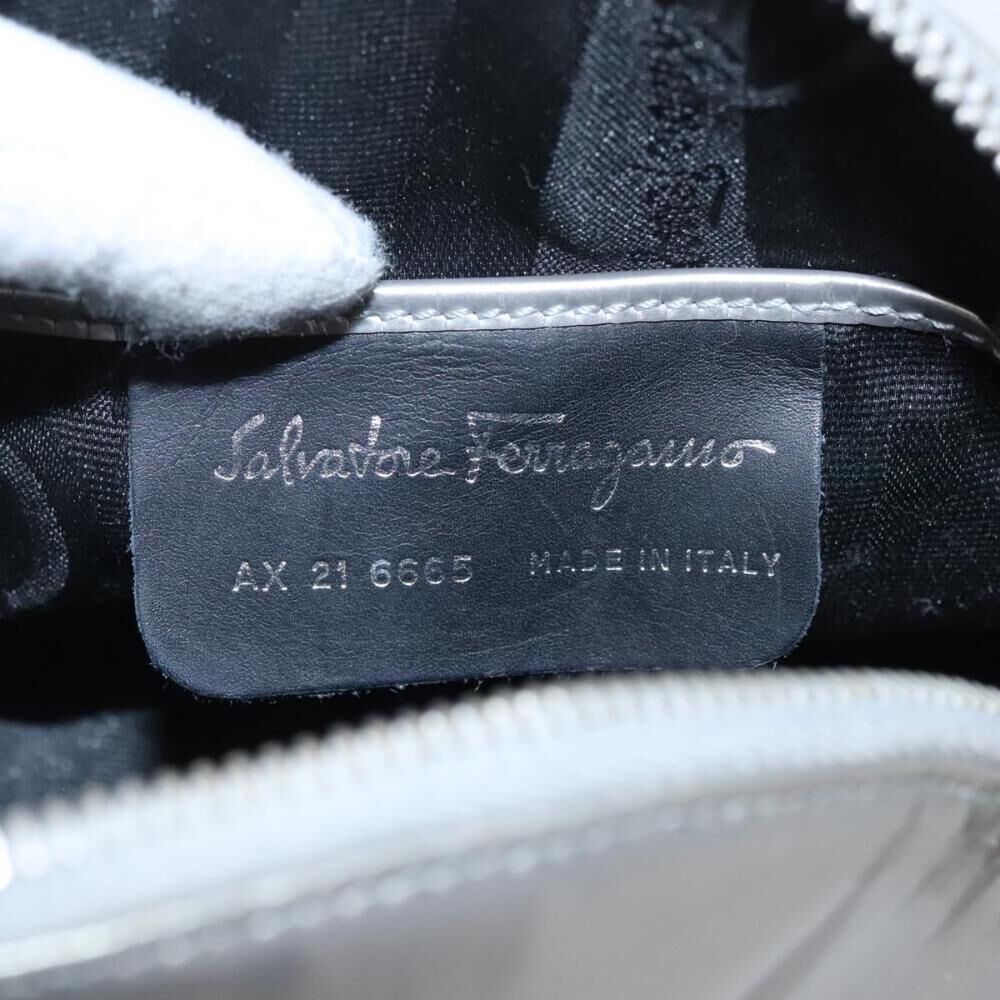 Salvatore Ferragamo
AX 21 6665 MADE IN ITALY